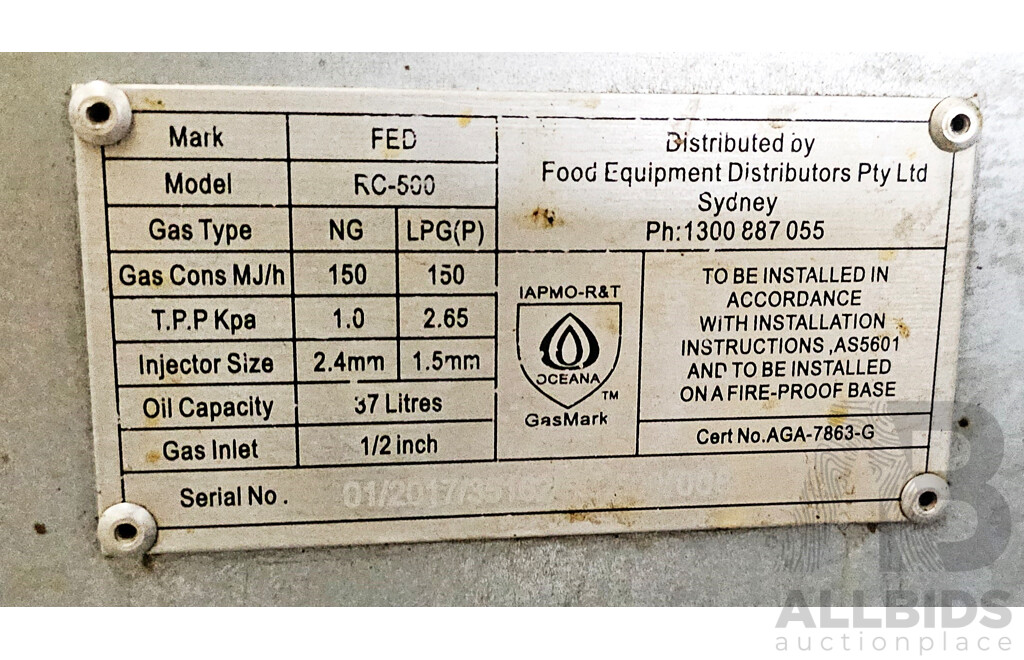 Mark FED
Model RC-500
Gas Type NG LPG(P)
Gas Cons MJ/h 150 150
T.P.P Kpa 1.0 2.65
Injector Size 2.4mm 1.5mm
Oil Capacity 37 Litres
Gas Inlet 1/2 inch
Distributed by
Food Equipment Distributors Pty Ltd
Sydney
Ph:1300 887 055
IAPMO-R&T
OCEANA
TM
GasMark
TO BE INSTALLED IN
ACCORDANCE
WITH INSTALLATION
INSTRUCTIONS ,AS5601
AND TO BE INSTALLED
ON A FIRE-PROOF BASE
Cert No.AGA-7863-G
Serial No .
B
ALLBIDS
auctionplace